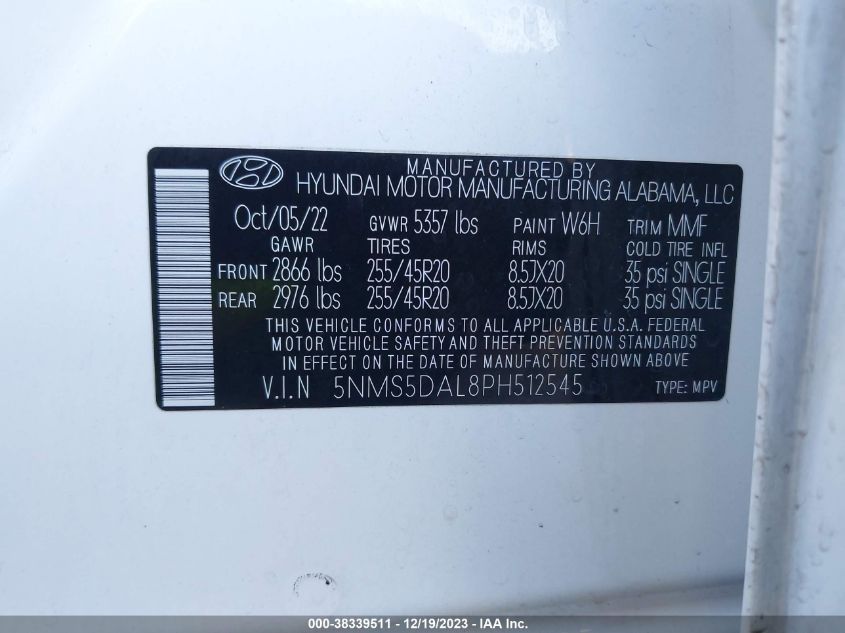 MANUFACTURED BY
HYUNDAI MOTOR MANUFACTURING ALABAMA, LLC
Oct/05/22 GVWR 5357 lbs PAINT W6H TRIM MMF
GAWR TIRES RIMS COLD TIRE INFL
FRONT 2866 lbs 255/45R20 8.5JX20 35 psi SINGLE
REAR 2976 lbs 255/45R20 8.5JX20 35 psi SINGLE
THIS VEHICLE CONFORMS TO ALL APPLICABLE U.S.A. FEDERAL
MOTOR VEHICLE SAFETY AND THEFT PREVENTION STANDARDS
IN EFFECT ON THE DATE OF MANUFACTURE SHOWN ABOVE
V.I.N 5NMS5DAL8PH512545 TYPE: MPV
000-38339511 - 12/19/2023 - IAA Inc.